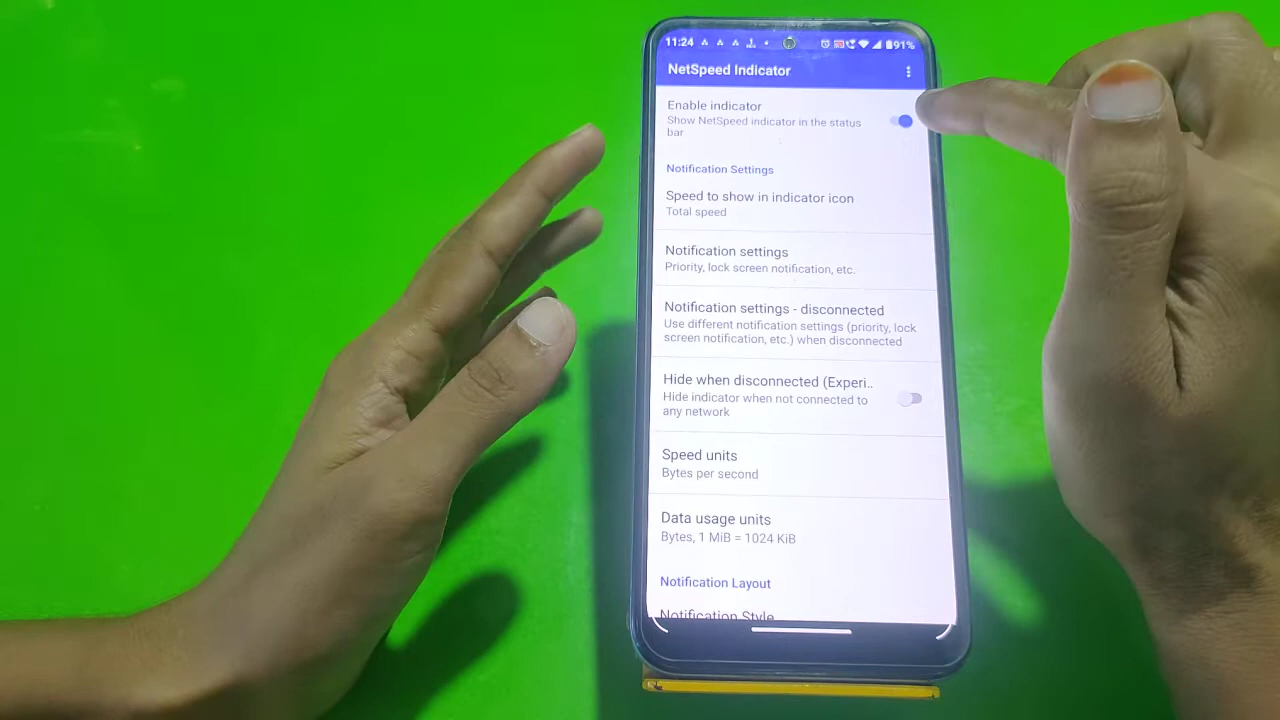 11:24 91%
NetSpeed Indicator
Enable indicator
Show NetSpeed indicator in the status
bar
Notification Settings
Speed to show in indicator icon
Total speed
Notification settings
Priority, lock screen notification, etc.
Notification settings - disconnected
Use different notification settings (priority, lock
screen notification, etc.) when disconnected
Hide when disconnected (Experi..
Hide indicator when not connected to
any network
Speed units
Bytes per second
Data usage units
Bytes, 1 MiB = 1024 KiB
Notification Layout
Notification Style